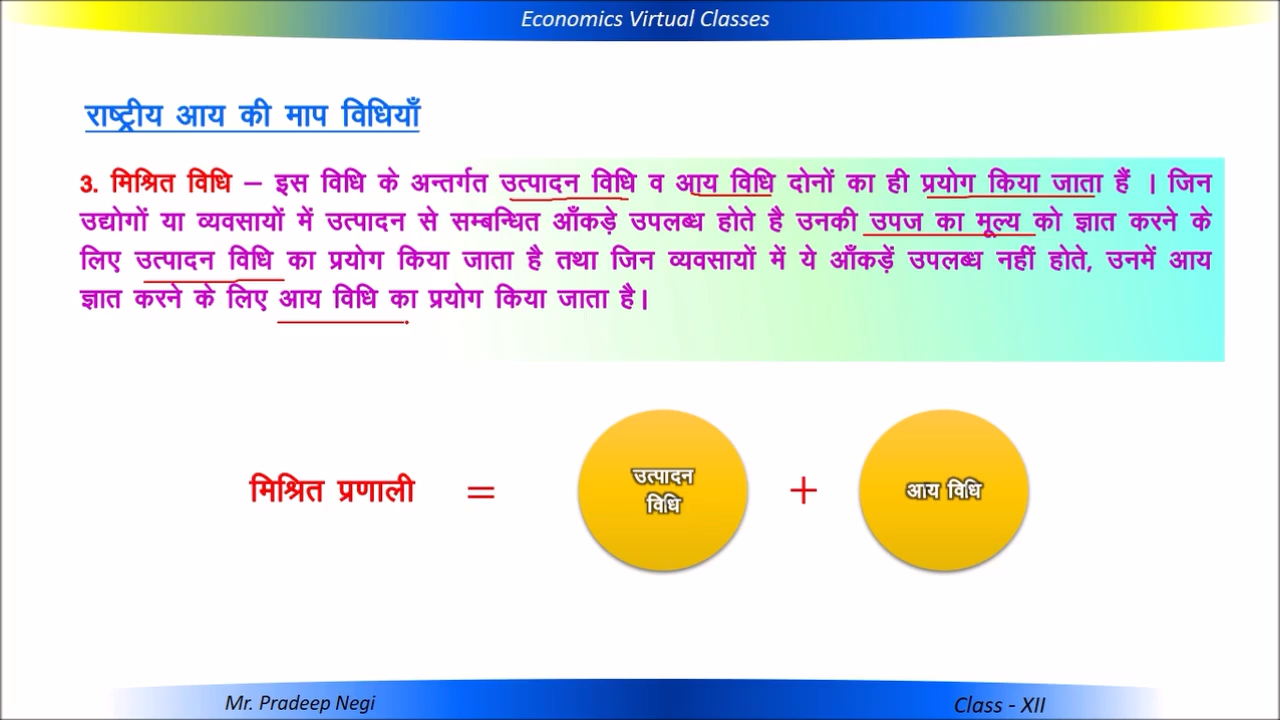 Economics Virtual Classes
राष्ट्रीय आय की माप विधियाँ
3. मिश्रित विधि – इस विधि के अन्तर्गत उत्पादन विधि व आय विधि दोनों का ही प्रयोग किया जाता हैं । जिन
उद्योगों या व्यवसायों में उत्पादन से सम्बन्धित आँकड़े उपलब्ध होते है उनकी उपज का मूल्य को ज्ञात करने के
लिए उत्पादन विधि का प्रयोग किया जाता है तथा जिन व्यवसायों में ये आँकड़ें उपलब्ध नहीं होते, उनमें आय
ज्ञात करने के लिए आय विधि का प्रयोग किया जाता है।
मिश्रित प्रणाली = उत्पादन + आय विधि
विधि
Mr. Pradeep Negi Class - XII